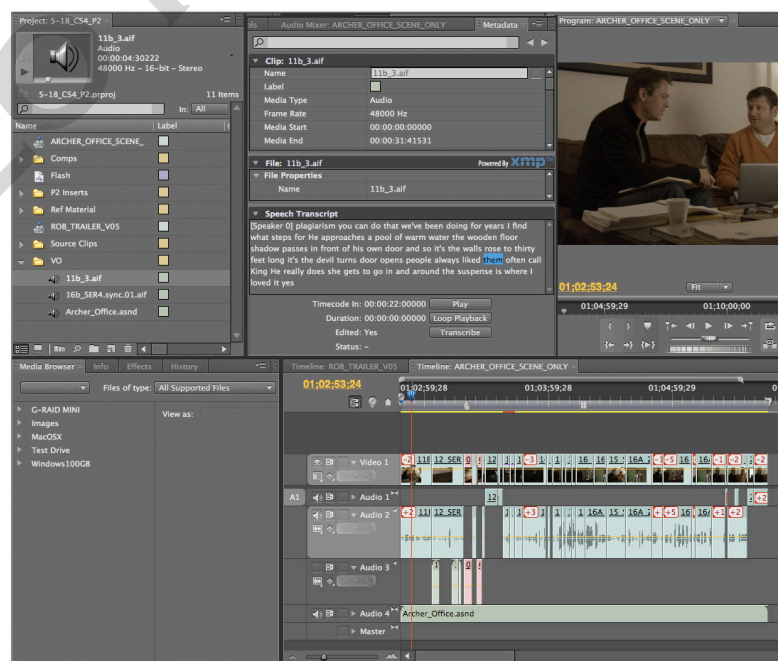 Project: 5-18_CS4_P2
11b_3.aif
Audio
00:00:04:30222
48000 Hz - 16-bit - Stereo
5-18_CS4_P2.prproj
11 Items
In: All
Name
Label
ARCHER_OFFICE_SCENE_
Comps
Flash
P2 Inserts
Ref Material
ROB_TRAILER_V05
Source Clips
VO
11b_3.aif
16b_SER4.sync.01.aif
Archer_Office.asnd
Audio Mixer: ARCHER_OFFICE_SCENE_ONLY
Metadata
Clip: 11b_3.aif
Name 11b_3.aif
Label
Media Type Audio
Frame Rate 48000 Hz
Media Start 00:00:00:00000
Media End 00:00:31:41531
File: 11b_3.aif
Powered By xmp
File Properties
Name 11b_3.aif
Speech Transcript
[Speaker 0] plagiarism you can do that we've been doing for years I find
what steps for He approaches a pool of warm water the wooden floor
shadow passes in front of his own door and so it's the walls rose to thirty
feet long it's the devil turns door opens people always liked them often call
King He really does she gets to go in and around the suspense is where I
loved it yes
Timecode In: 00:00:22:00000 Play
Duration: 00:00:00:00000 Loop Playback
Edited: Yes Transcribe
Status: -
Program: ARCHER_OFFICE_SCENE_ONLY
01;02;53;24
Fit
01;04;59;29 01;10;00;00
Media Browser Info Effects History
Files of type: All Supported Files
G-RAID MINI
Images
MacOSX
Test Drive
Windows100GB
View as:
Timeline: ROB_TRAILER_V05 Timeline: ARCHER_OFFICE_SCENE_ONLY
01;02;53;24
01;02;59;28 01;03;59;28 01;04;59;29
Video 1
A1 Audio 1
Audio 2
Audio 3
Audio 4 Archer_Office.asnd
Master